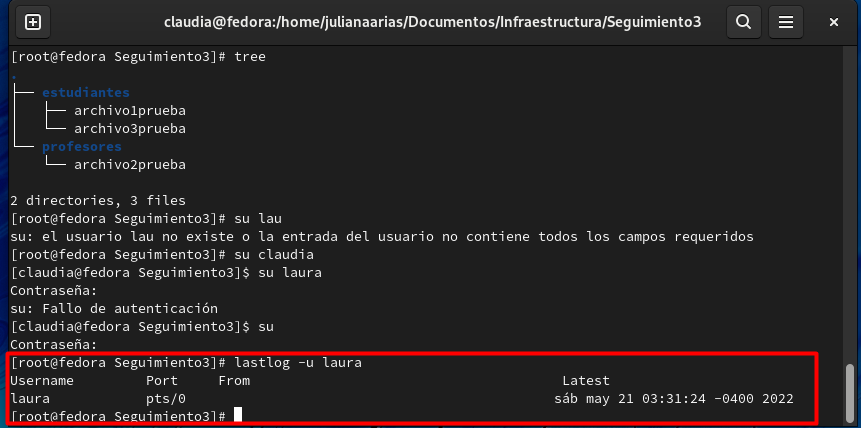 claudia@fedora:/home/julianaarias/Documentos/Infraestructura/Seguimiento3
[root@fedora Seguimiento3]# tree
.
├── estudiantes
│   ├── archivo1prueba
│   └── archivo3prueba
└── profesores
    └── archivo2prueba
2 directories, 3 files
[root@fedora Seguimiento3]# su lau
su: el usuario lau no existe o la entrada del usuario no contiene todos los campos requeridos
[root@fedora Seguimiento3]# su claudia
[claudia@fedora Seguimiento3]$ su laura
Contraseña:
su: Fallo de autenticación
[claudia@fedora Seguimiento3]$ su
Contraseña:
[root@fedora Seguimiento3]# lastlog -u laura
Username         Port     From                                       Latest
laura            pts/0                                              sáb may 21 03:31:24 -0400 2022
[root@fedora Seguimiento3]#